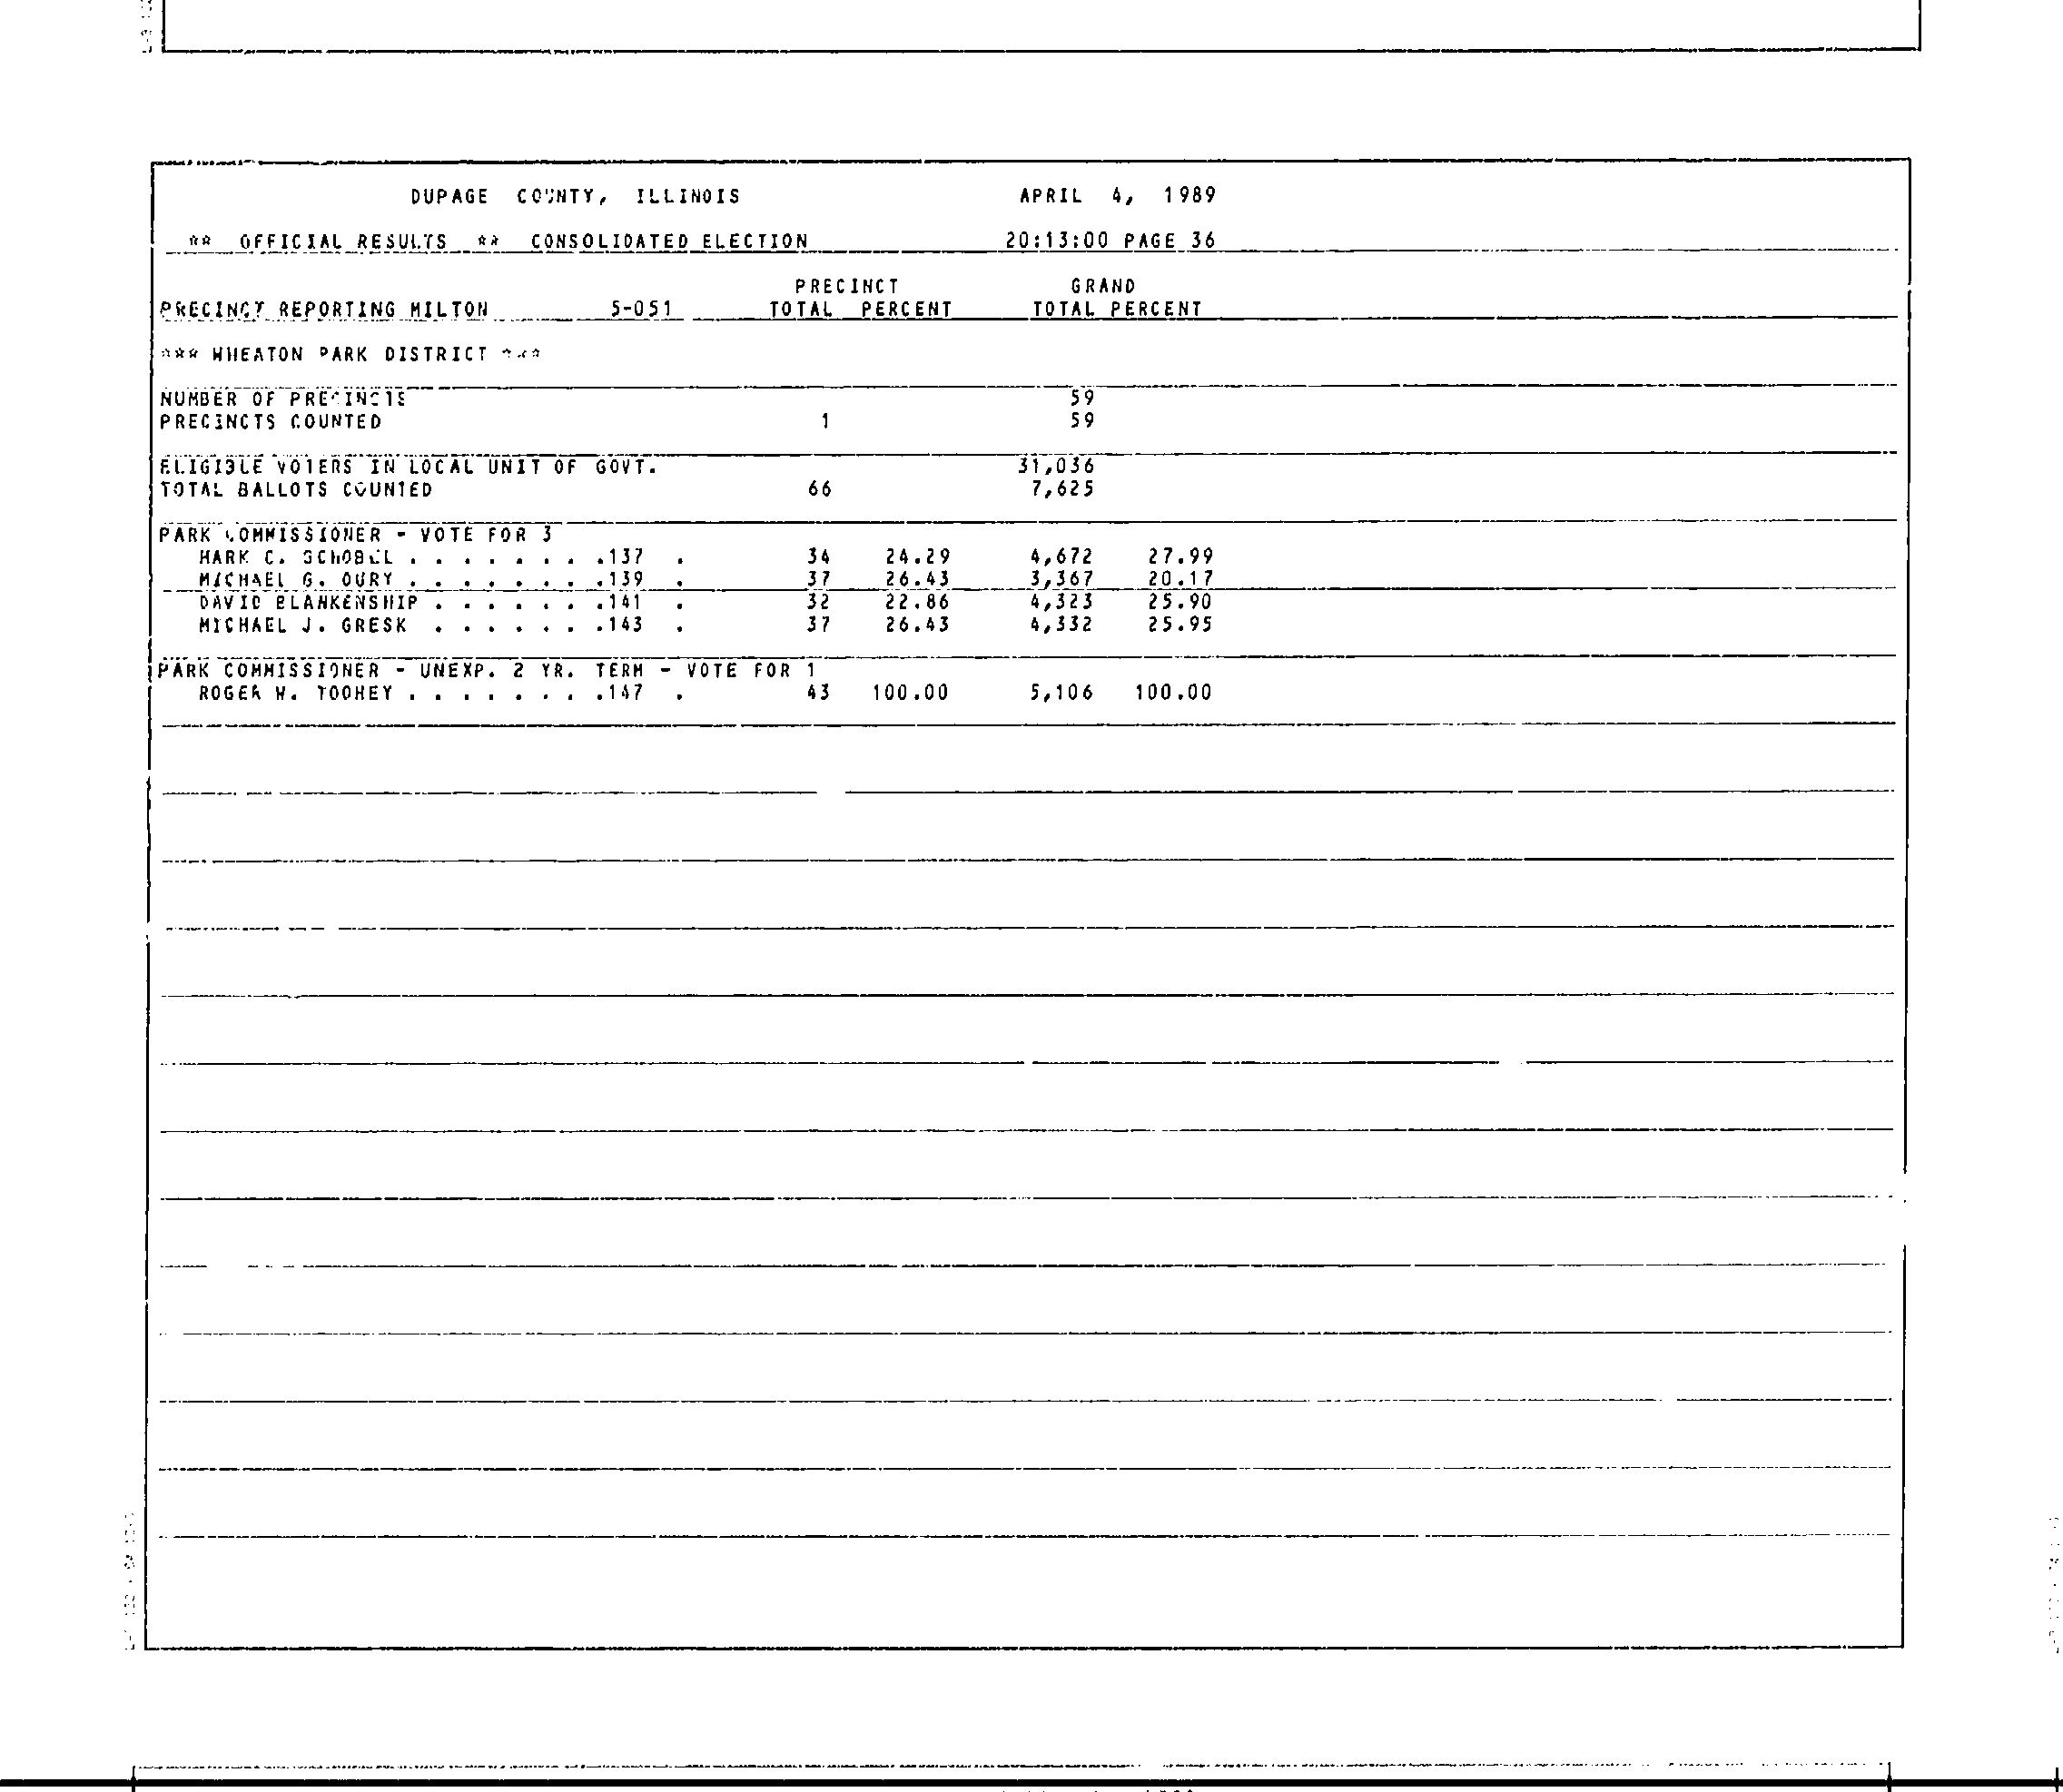 DUPAGE COUNTY, ILLINOIS APRIL 4, 1989
** OFFICIAL RESULTS ** CONSOLIDATED ELECTION 20:13:00 PAGE 36
PRECINCT GRAND
PRECINCT REPORTING MILTON 5-051 TOTAL PERCENT TOTAL PERCENT
*** WHEATON PARK DISTRICT ***
NUMBER OF PRECINCTS 59
PRECINCTS COUNTED 1 59
ELIGIBLE VOTERS IN LOCAL UNIT OF GOVT. 31,036
TOTAL BALLOTS COUNTED 66 7,625
PARK COMMISSIONER - VOTE FOR 3
MARK C. SCHOBEL . . . . . . . .137 . 34 24.29 4,672 27.99
MICHAEL G. OURY . . . . . . . .139 . 37 26.43 3,367 20.17
DAVID BLANKENSHIP . . . . . . .141 . 32 22.86 4,323 25.90
MICHAEL J. GRESK . . . . . . .143 . 37 26.43 4,332 25.95
PARK COMMISSIONER - UNEXP. 2 YR. TERM - VOTE FOR 1
ROGER W. TOOHEY . . . . . . . .147 . 43 100.00 5,106 100.00